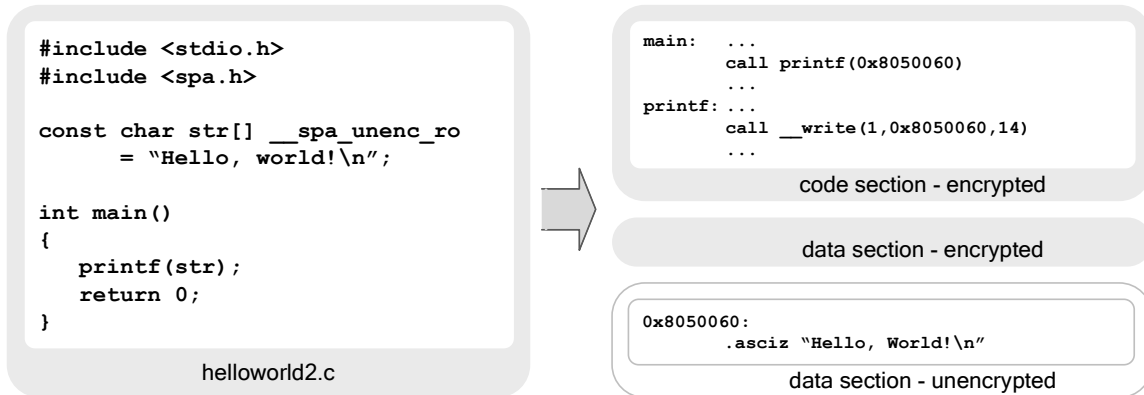 #include <stdio.h>
#include <spa.h>
const char str[] __spa_unenc_ro
= “Hello, world!\n”;
int main()
{
printf(str);
return 0;
}
helloworld2.c
main: ...
call printf(0x8050060)
...
printf: ...
call __write(1,0x8050060,14)
...
code section - encrypted
data section - encrypted
0x8050060:
.asciz “Hello, World!\n”
data section - unencrypted